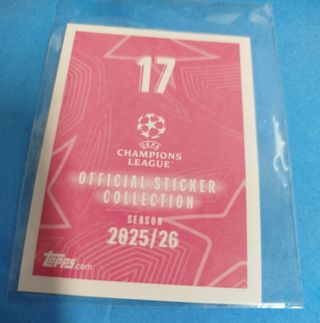 17
UEFA
CHAMPIONS
LEAGUE
OFFICIAL STICKER
COLLECTION
SEASON
2025/26
Topps.com